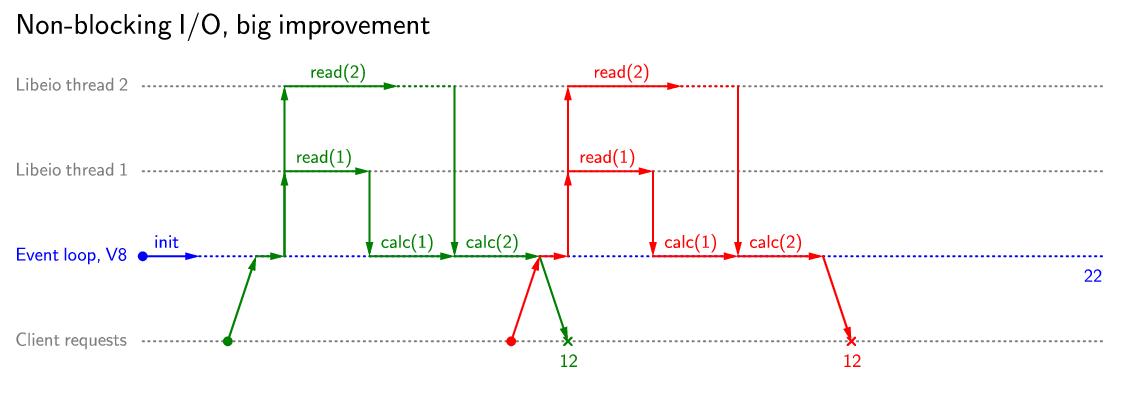 Non-blocking I/O, big improvement
Libeio thread 2
read(2)
read(2)
Libeio thread 1
read(1)
read(1)
Event loop, V8
init
calc(1)
calc(2)
calc(1)
calc(2)
22
Client requests
12
12